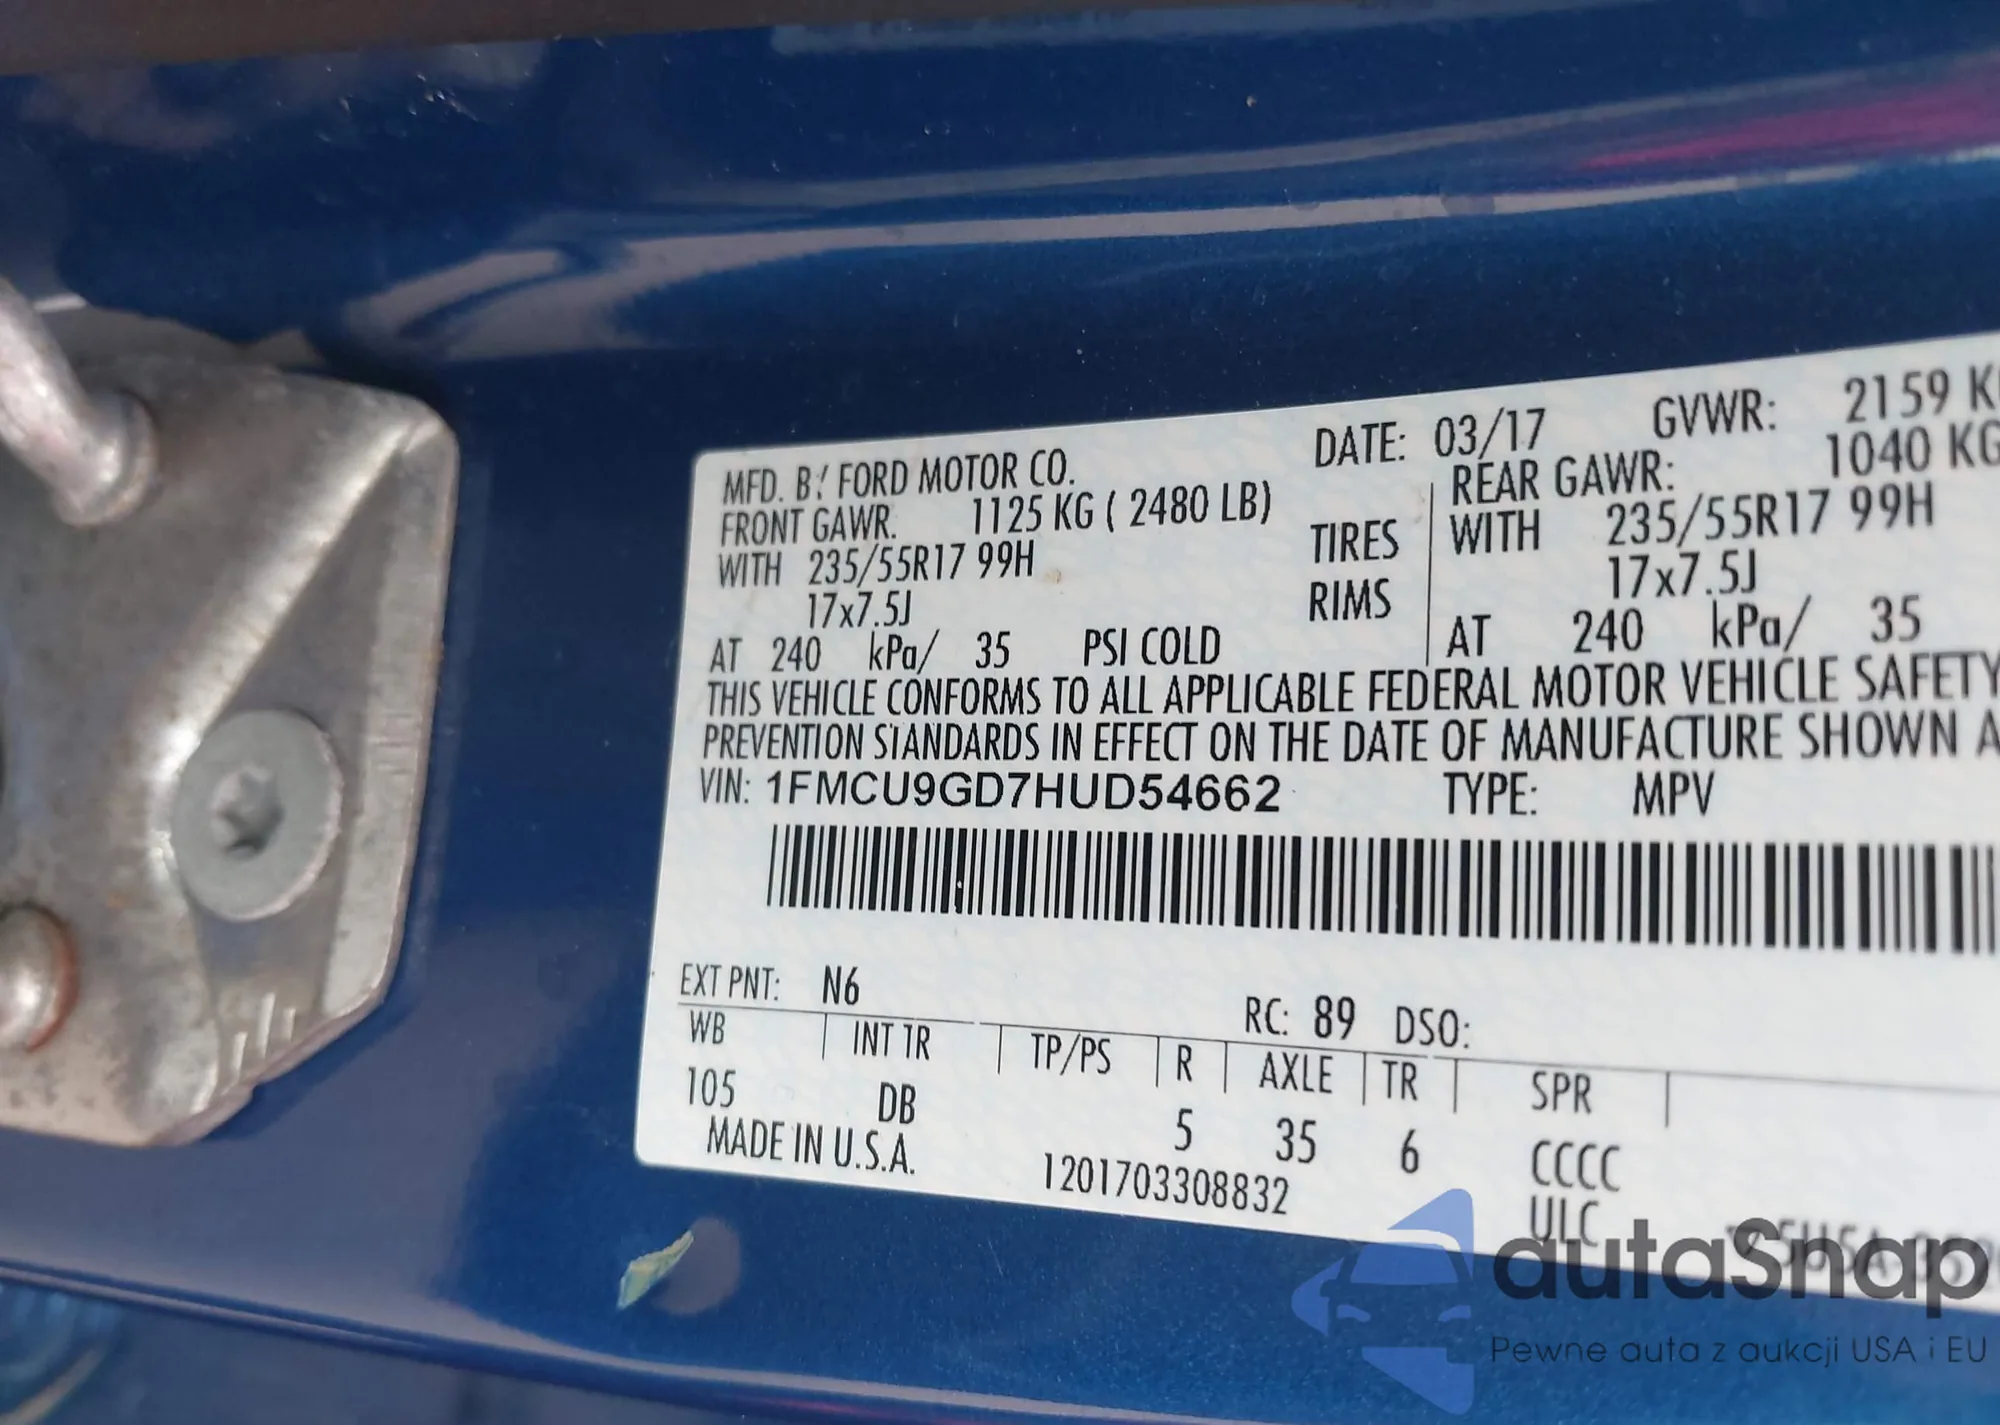 MFD. BY FORD MOTOR CO. DATE: 03/17 GVWR: 2159
FRONT GAWR. 1125 KG ( 2480 LB) REAR GAWR: 1040 KG
WITH 235/55R17 99H TIRES WITH 235/55R17 99H
17x7.5J RIMS 17x7.5J
AT 240 kPa/ 35 PSI COLD AT 240 kPa/ 35
THIS VEHICLE CONFORMS TO ALL APPLICABLE FEDERAL MOTOR VEHICLE SAFETY
PREVENTION STANDARDS IN EFFECT ON THE DATE OF MANUFACTURE SHOWN
VIN: 1FMCU9GD7HUD54662 TYPE: MPV
EXT PNT: N6 RC: 89 DSO:
WB INT TR TP/PS R AXLE TR SPR
105 DB 5 35 6 CCCC
MADE IN U.S.A. 1201703308832 ULC
autaSnap
Pewne auta z aukcji USA i EU